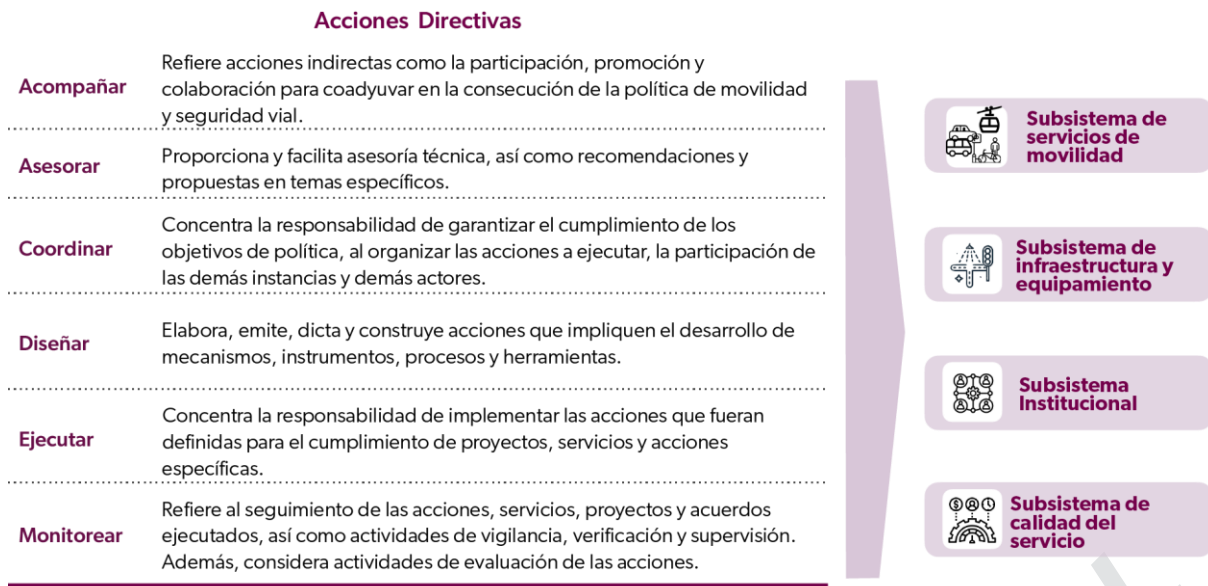 Acciones Directivas
Acompañar
Refiere acciones indirectas como la participación, promoción y
colaboración para coadyuvar en la consecución de la política de movilidad
y seguridad vial.
Asesorar
Proporciona y facilita asesoría técnica, así como recomendaciones y
propuestas en temas específicos.
Coordinar
Concentra la responsabilidad de garantizar el cumplimiento de los
objetivos de política, al organizar las acciones a ejecutar, la participación de
las demás instancias y demás actores.
Diseñar
Elabora, emite, dicta y construye acciones que impliquen el desarrollo de
mecanismos, instrumentos, procesos y herramientas.
Ejecutar
Concentra la responsabilidad de implementar las acciones que fueran
definidas para el cumplimiento de proyectos, servicios y acciones
específicas.
Monitorear
Refiere al seguimiento de las acciones, servicios, proyectos y acuerdos
ejecutados, así como actividades de vigilancia, verificación y supervisión.
Además, considera actividades de evaluación de las acciones.
Subsistema de
servicios de
movilidad
Subsistema de
infraestructura y
equipamiento
Subsistema
Institucional
Subsistema de
calidad del
servicio